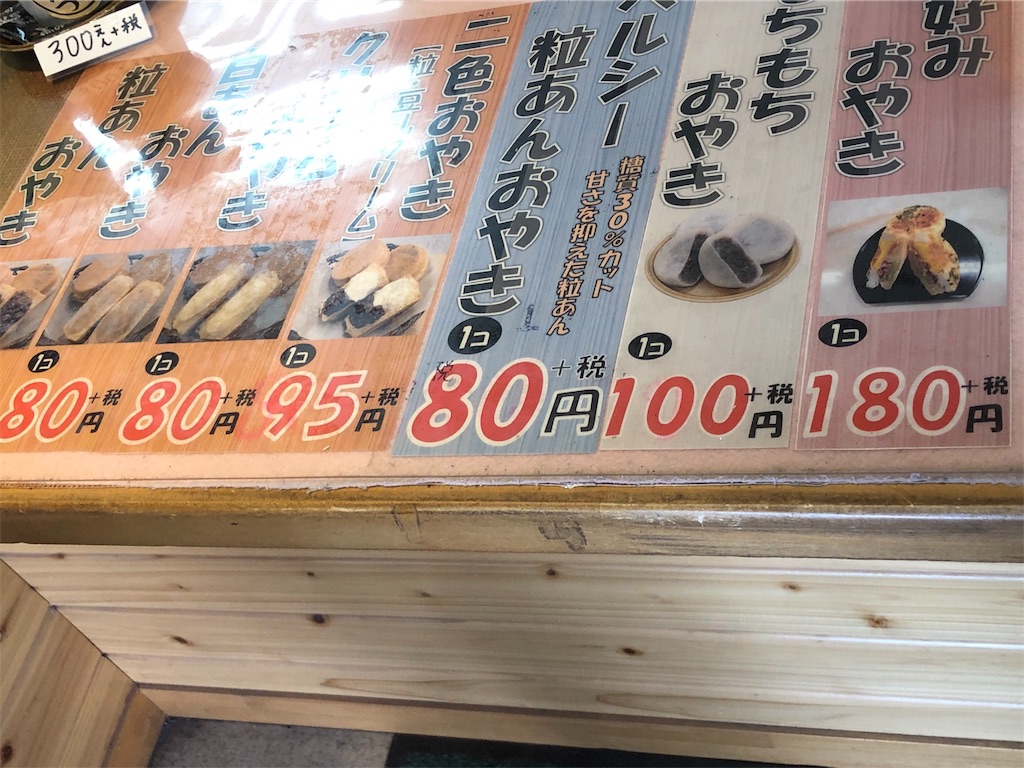 300えん+税
粒あん
おやき
白あん
おやき
1コ
80円
+税
クリーム
おやき
1コ
80円
+税
二色おやき
1コ
95円
+税
ヘルシー
粒あんおやき
糖質30%カット
甘さを抑えた粒あん
1コ
80円
+税
もちもち
おやき
1コ
100円
+税
好み
おやき
1コ
180円
+税